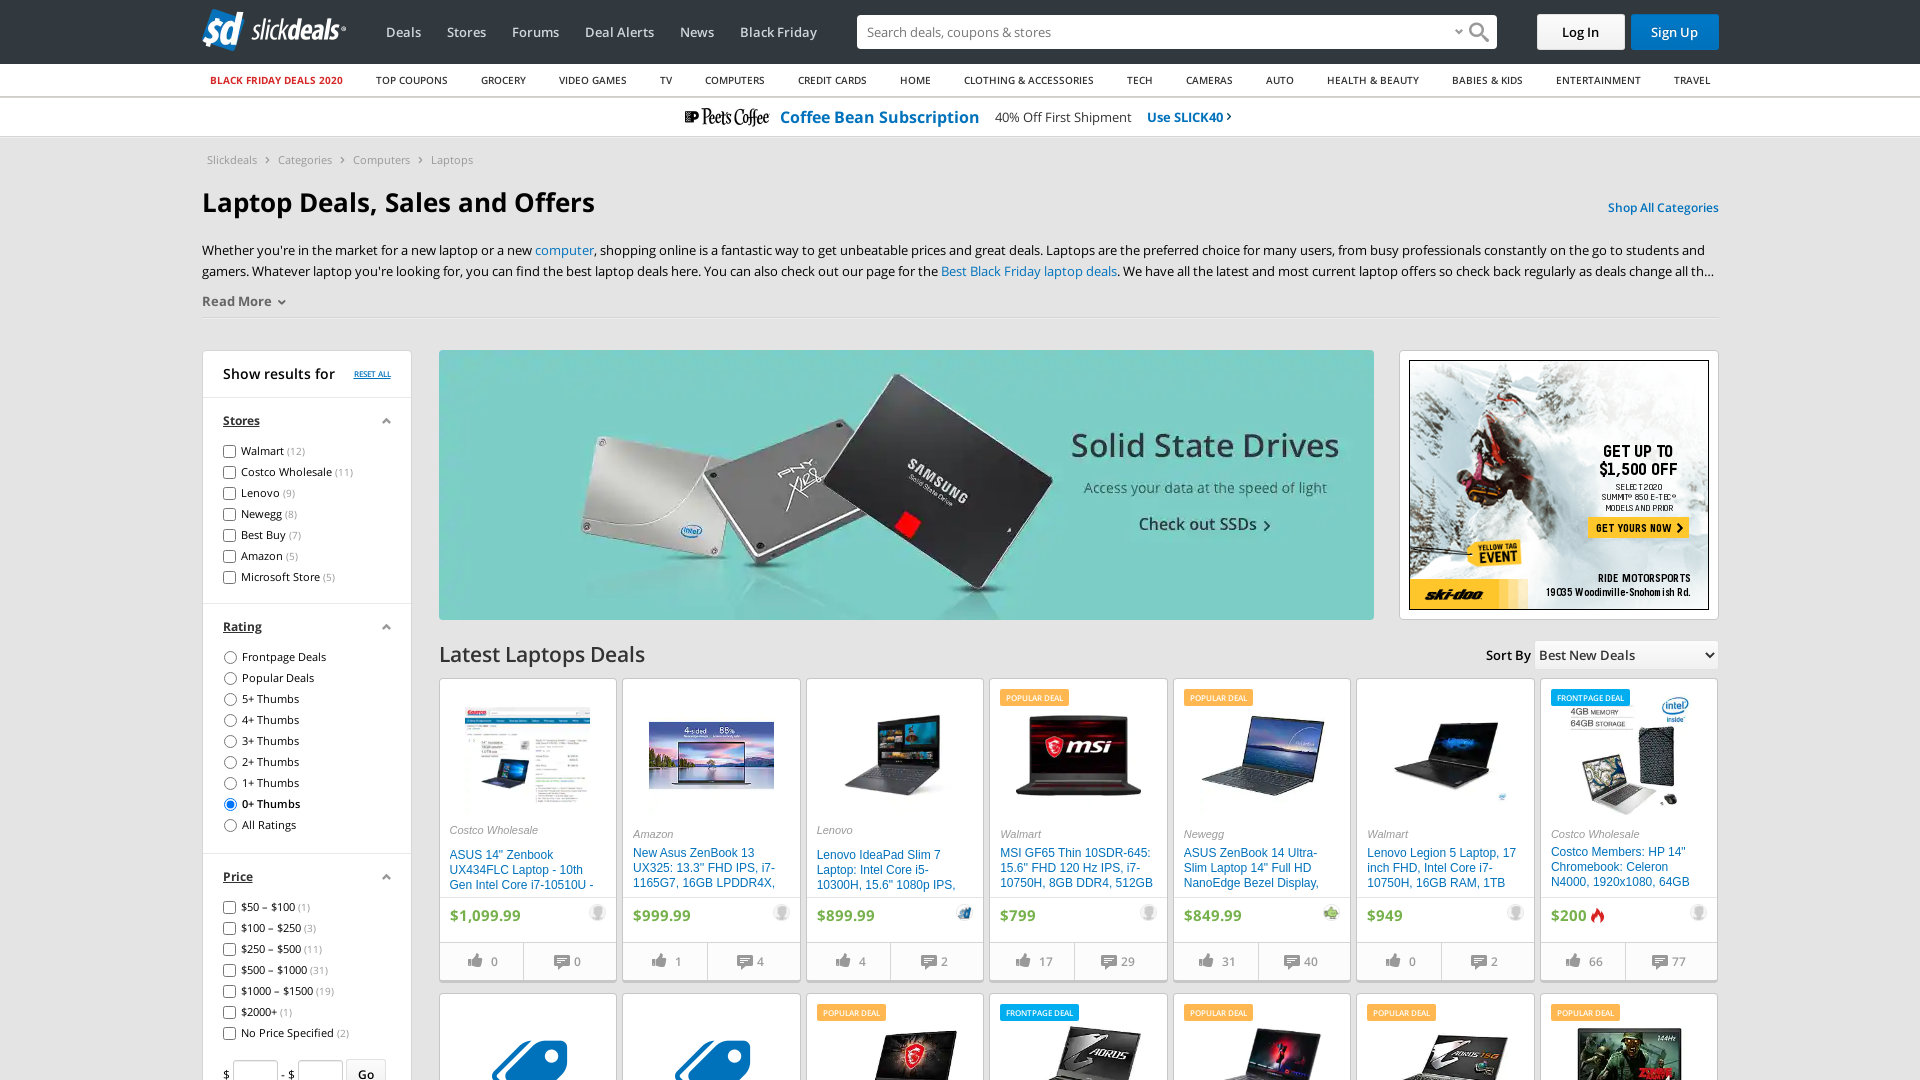 slickdeals
Deals
Stores
Forums
Deal Alerts
News
Black Friday
Search deals, coupons & stores
Log In
Sign Up
BLACK FRIDAY DEALS 2020
TOP COUPONS
GROCERY
VIDEO GAMES
TV
COMPUTERS
CREDIT CARDS
HOME
CLOTHING & ACCESSORIES
TECH
CAMERAS
AUTO
HEALTH & BEAUTY
BABIES & KIDS
ENTERTAINMENT
TRAVEL
Peet's Coffee Coffee Bean Subscription 40% Off First Shipment Use SLICK40
Slickdeals > Categories > Computers > Laptops
Laptop Deals, Sales and Offers
Shop All Categories
Whether you're in the market for a new laptop or a new computer, shopping online is a fantastic way to get unbeatable prices and great deals. Laptops are the preferred choice for many users, from busy professionals constantly on the go to students and
gamers. Whatever laptop you're looking for, you can find the best laptop deals here. You can also check out our page for the Best Black Friday laptop deals. We have all the latest and most current laptop offers so check back regularly as deals change all th...
Read More
Show results for
RESET ALL
Stores
Walmart (12)
Costco Wholesale (11)
Lenovo (9)
Newegg (8)
Best Buy (7)
Amazon (5)
Microsoft Store (5)
Rating
Frontpage Deals
Popular Deals
5+ Thumbs
4+ Thumbs
3+ Thumbs
2+ Thumbs
1+ Thumbs
0+ Thumbs
All Ratings
Price
$50 – $100 (1)
$100 – $250 (3)
$250 – $500 (11)
$500 – $1000 (31)
$1000 – $1500 (19)
$2000+ (1)
No Price Specified (2)
$ - $ Go
intel
PNY
XLR8
SAMSUNG
Solid State Drive
Solid State Drives
Access your data at the speed of light
Check out SSDs
GET UP TO
$1,500 OFF
SELECT 2020
SUMMIT® 850 E-TEC®
MODELS AND PRIOR
GET YOURS NOW
YELLOW TAG
EVENT
ski-doo
RIDE MOTORSPORTS
19035 Woodinville-Snohomish Rd.
Latest Laptops Deals
Sort By Best New Deals
Costco Wholesale
ASUS 14" Zenbook
UX434FLC Laptop - 10th
Gen Intel Core i7-10510U -
$1,099.99
0
0
4-sided 88%
Amazon
New Asus ZenBook 13
UX325: 13.3'' FHD IPS, i7-
1165G7, 16GB LPDDR4X,
$999.99
1
4
Lenovo
Lenovo IdeaPad Slim 7
Laptop: Intel Core i5-
10300H, 15.6" 1080p IPS,
$899.99
4
2
POPULAR DEAL
msi
Walmart
MSI GF65 Thin 10SDR-645:
15.6" FHD 120 Hz IPS, i7-
10750H, 8GB DDR4, 512GB
$799
17
29
POPULAR DEAL
Newegg
ASUS ZenBook 14 Ultra-
Slim Laptop 14" Full HD
NanoEdge Bezel Display,
$849.99
31
40
Walmart
Lenovo Legion 5 Laptop, 17
inch FHD, Intel Core i7-
10750H, 16GB RAM, 1TB
$949
0
2
FRONTPAGE DEAL
4GB MEMORY
64GB STORAGE
intel
inside
Costco Wholesale
Costco Members: HP 14"
Chromebook: Celeron
N4000, 1920x1080, 64GB
$200
66
77
POPULAR DEAL
FRONTPAGE DEAL
AORUS
POPULAR DEAL
POPULAR DEAL
AORUS 15G
POPULAR DEAL
144Hz